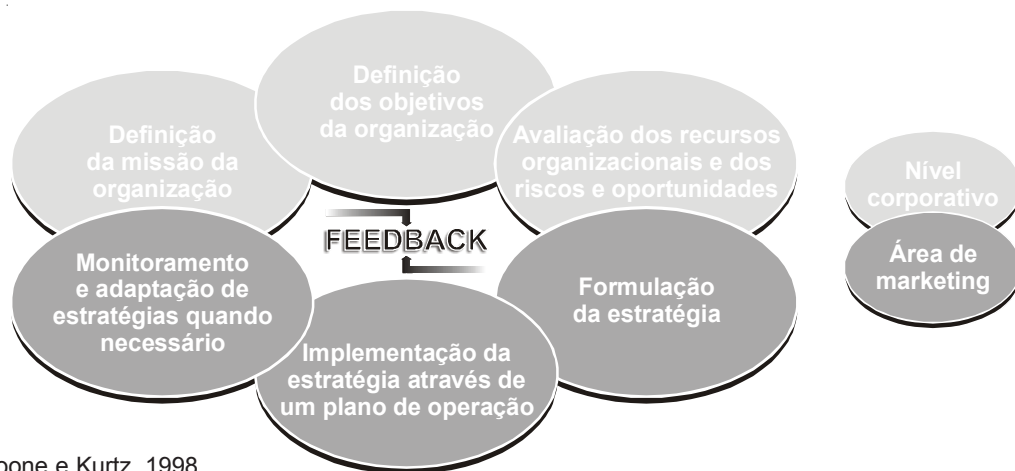 Definição
da missão da
organização
Definição
dos objetivos
da organização
Avaliação dos recursos
organizacionais e dos
riscos e oportunidades
Nível
corporativo
Área de
marketing
FEEDBACK
Monitoramento
e adaptação de
estratégias quando
necessário
Implementação da
estratégia através de
um plano de operação
Formulação
da estratégia
e Kurtz, 1998